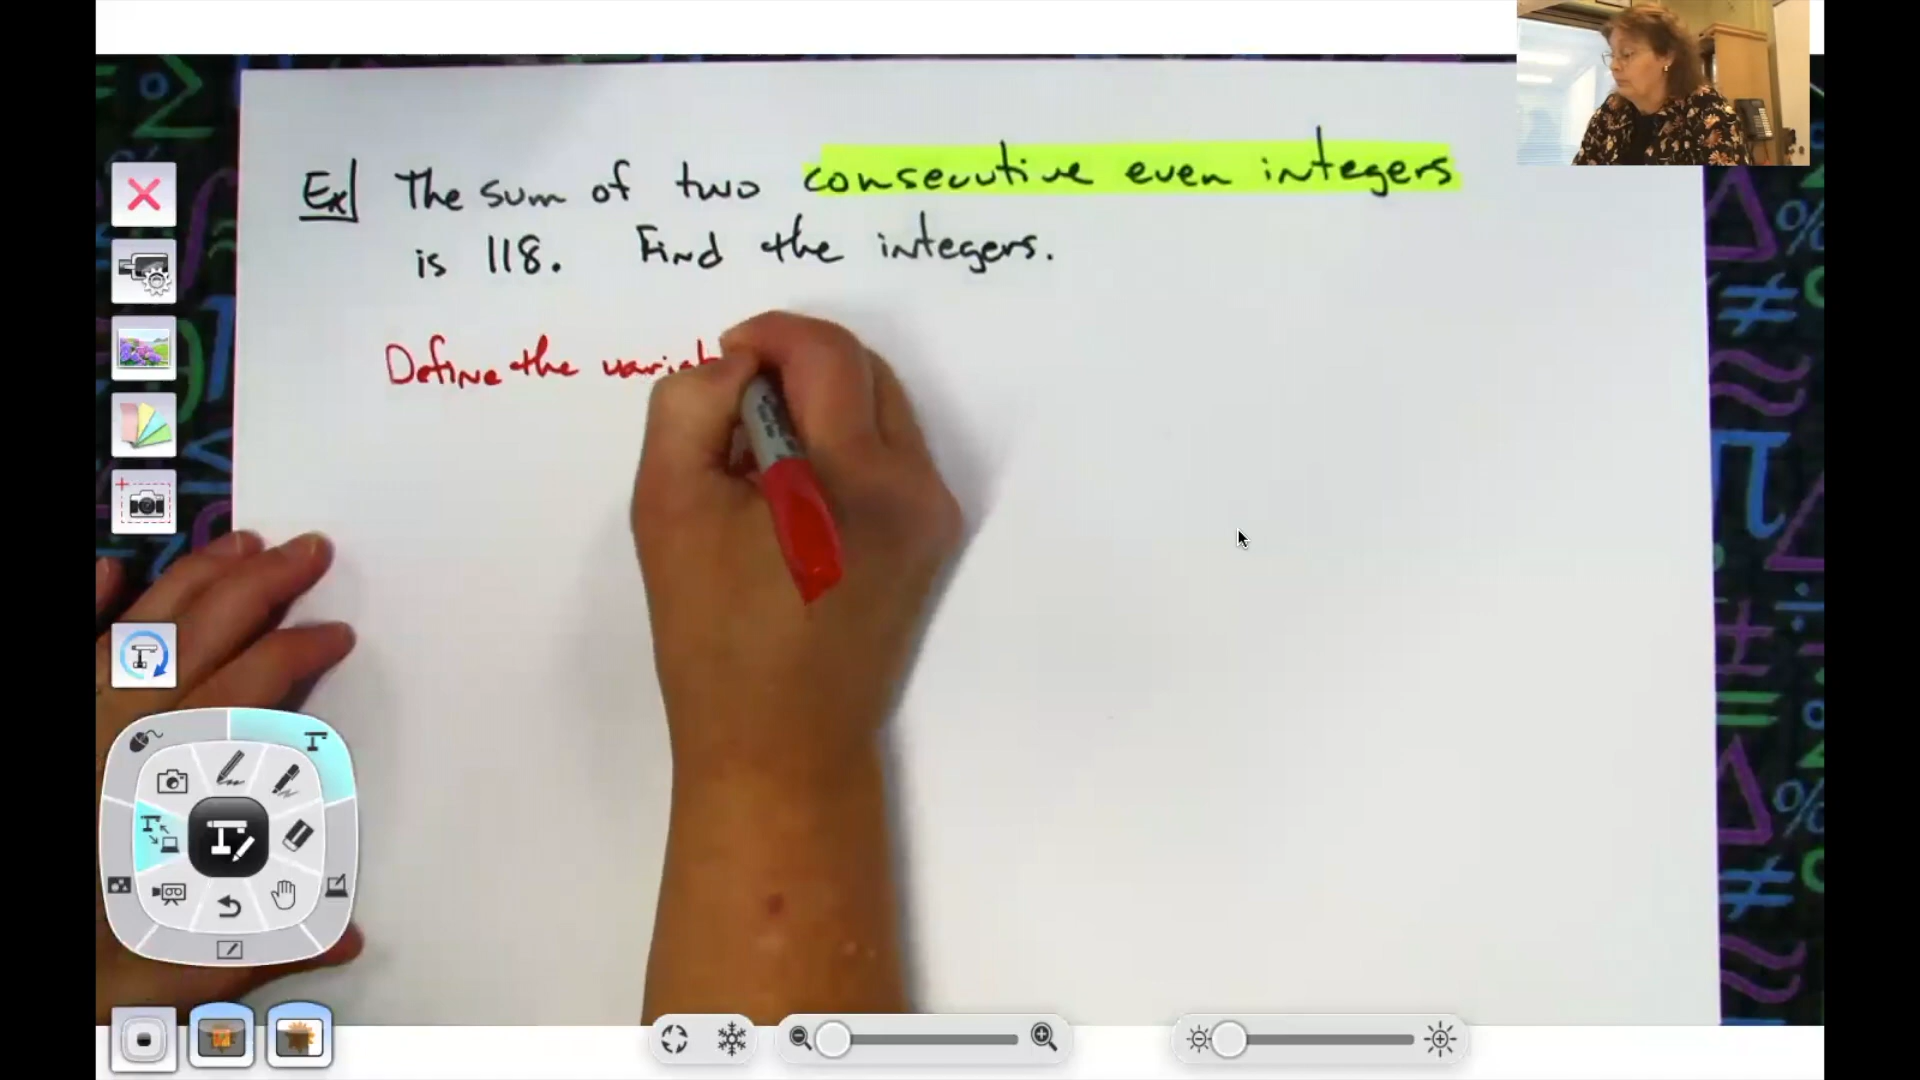 Ex The sum of two consecutive even integers
is 118. Find the integers.
Define the